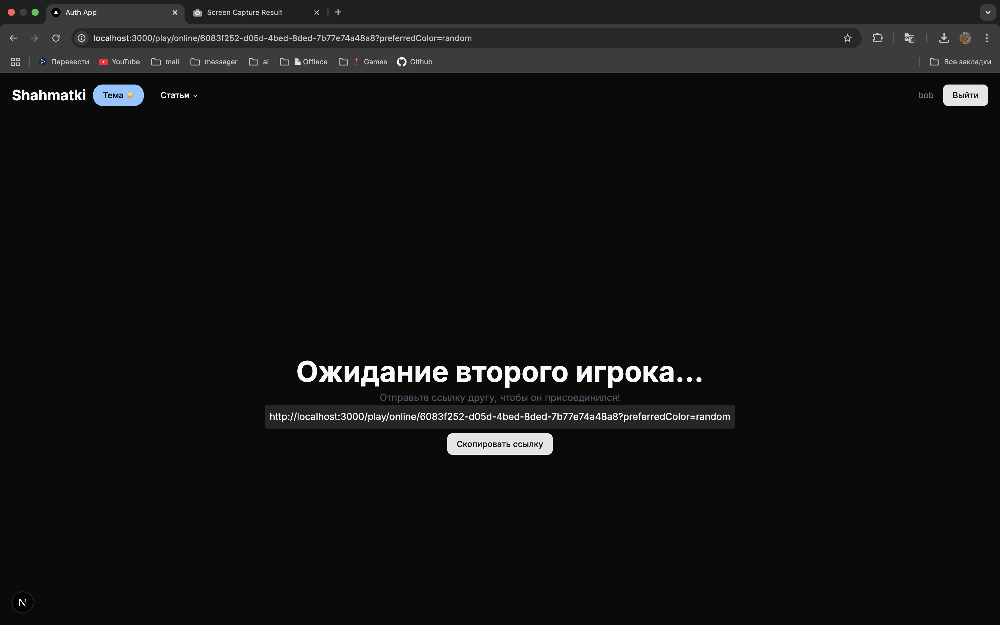 Auth App
Screen Capture Result
localhost:3000/play/online/6083f252-d05d-4bed-8ded-7b77e74a48a8?preferredColor=random
Перевести YouTube mail messager ai Offiece Games Github Все закладки
Shahmatki Тема Статьи bob Выйти
Ожидание второго игрока...
Отправьте ссылку другу, чтобы он присоединился!
http://localhost:3000/play/online/6083f252-d05d-4bed-8ded-7b77e74a48a8?preferredColor=random
Скопировать ссылку
N